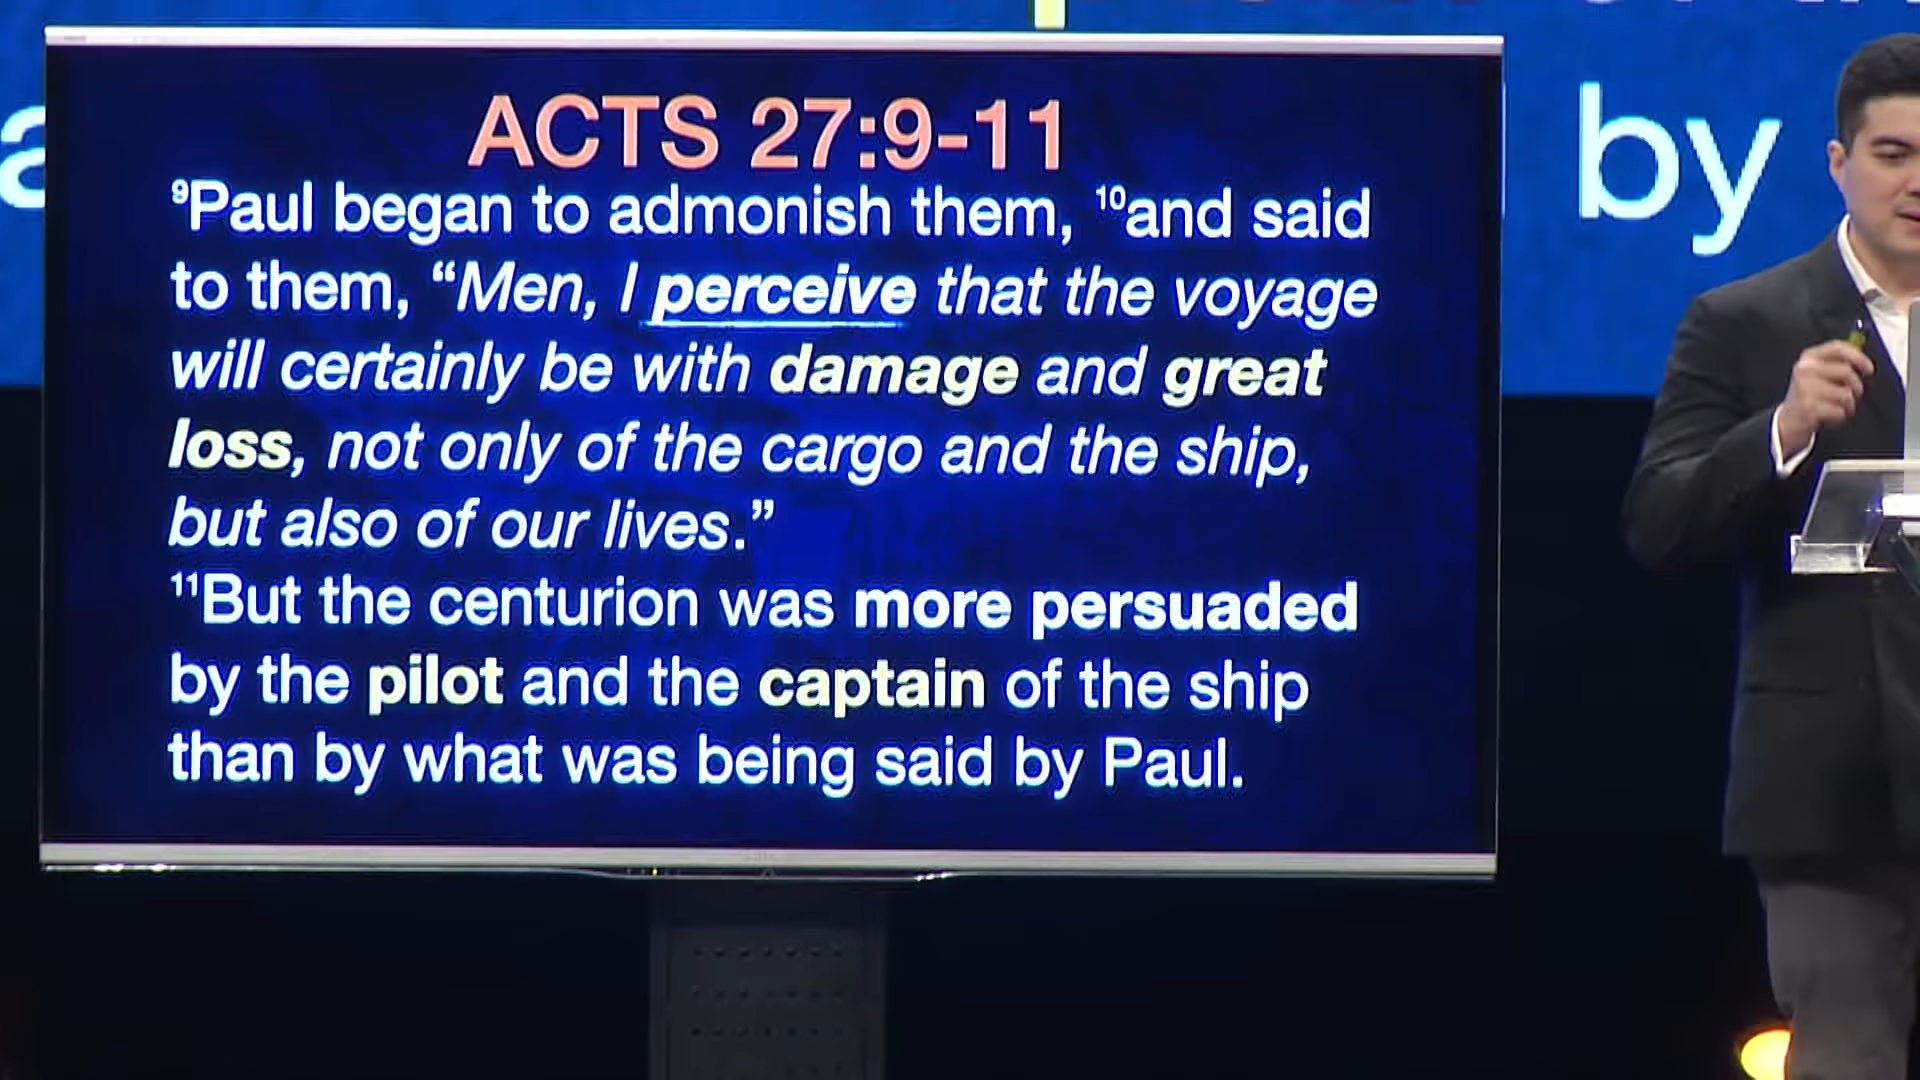 ACTS 27:9-11
⁹Paul began to admonish them, ¹⁰and said
to them, “Men, I perceive that the voyage
will certainly be with damage and great
loss, not only of the cargo and the ship,
but also of our lives.”
¹¹But the centurion was more persuaded
by the pilot and the captain of the ship
than by what was being said by Paul.
by